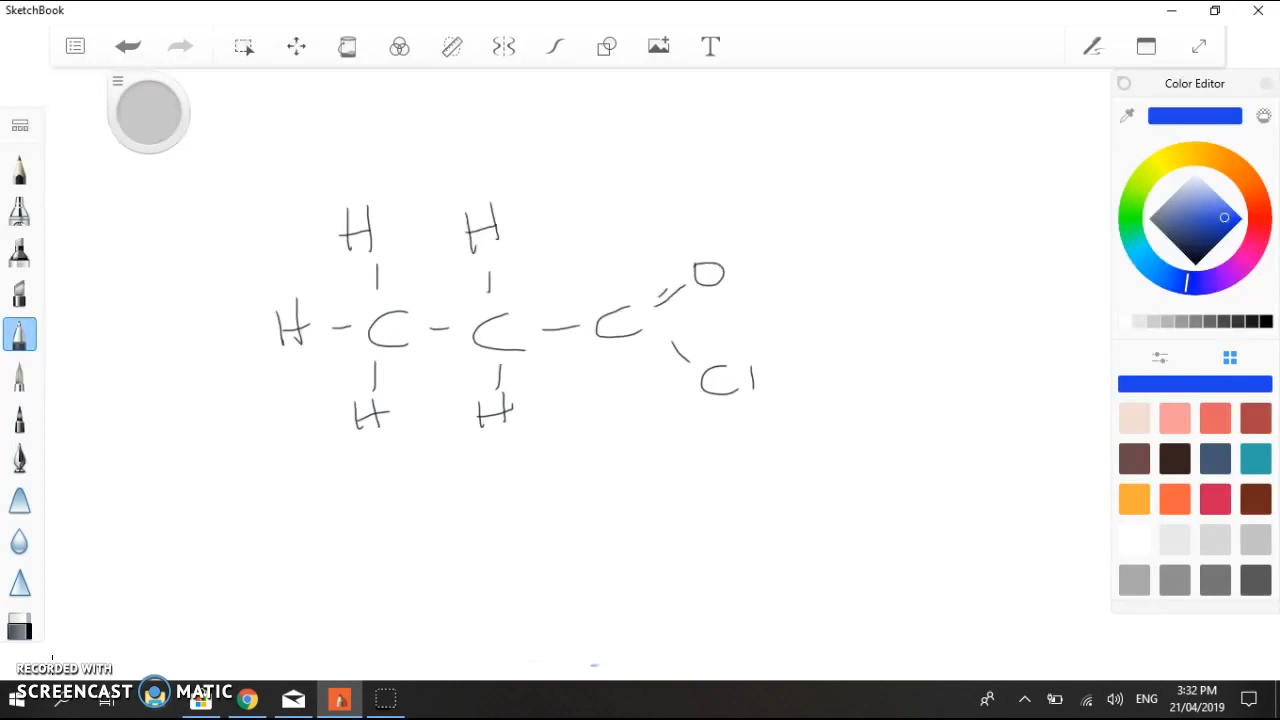 SketchBook
Color Editor
H H
H - C - C - C = O
Cl
H H
RECORDED WITH
SCREENCAST MATIC
ENG
3:32 PM
21/04/2019